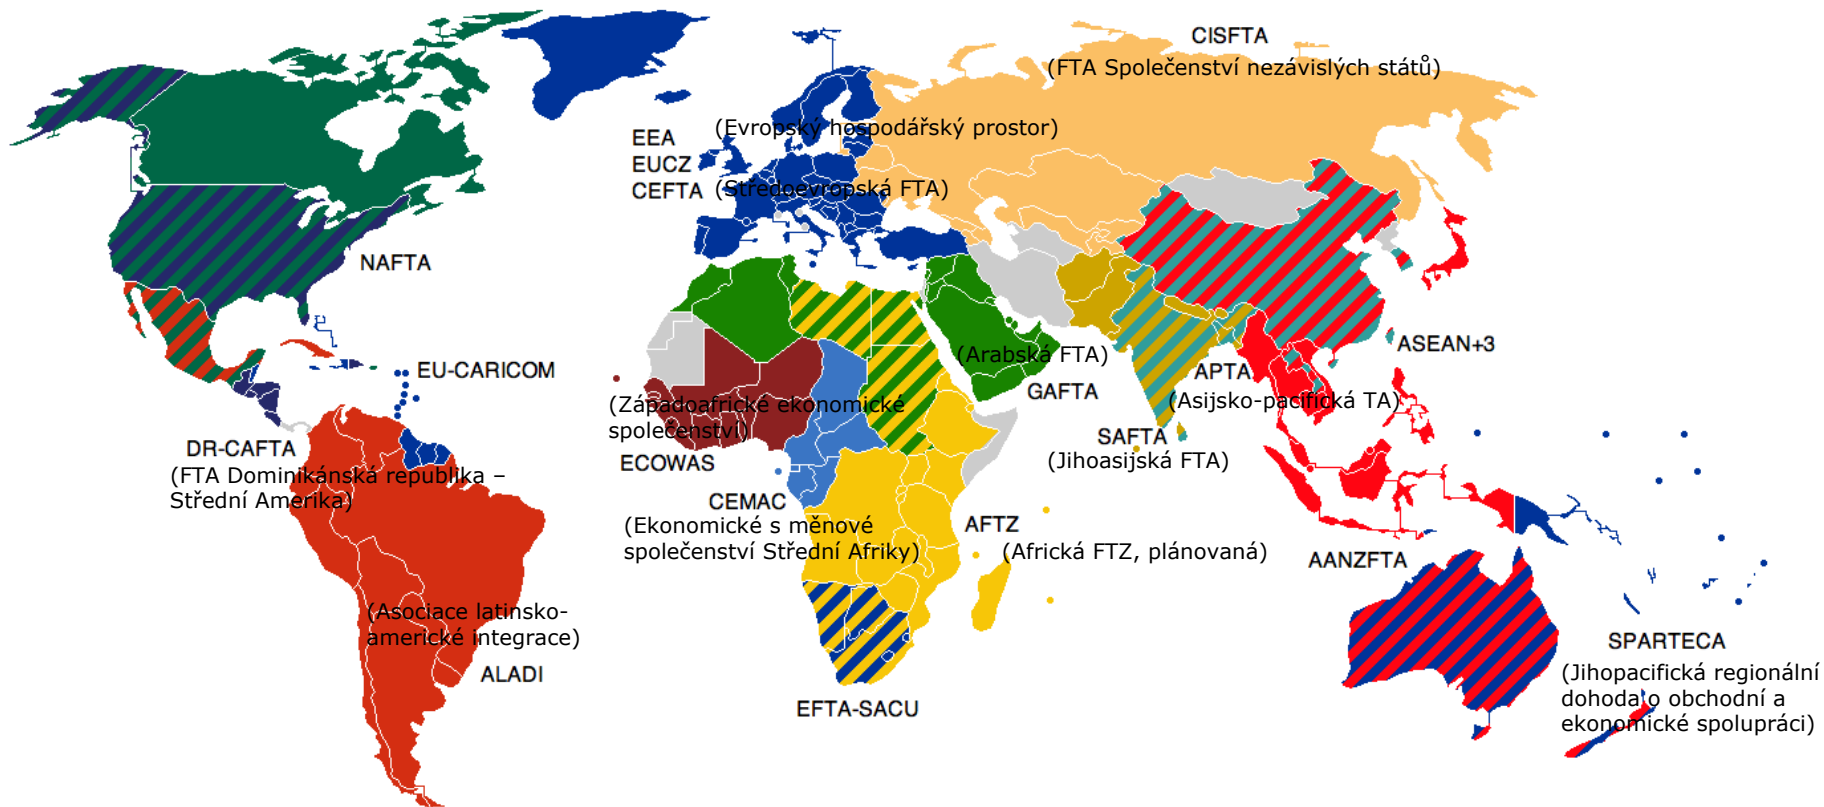 CISFTA
(FTA Společenství nezávislých států)
EEA
(Evropský hospodářský prostor)
EUCZ
CEFTA
(Středoevropská FTA)
NAFTA
ASEAN+3
(Arabská FTA)
GAFTA
EU-CARICOM
APTA
(Asijsko-pacifická TA)
(Západoafrické ekonomické
společenství)
ECOWAS
SAFTA
(Jihoasijská FTA)
DR-CAFTA
(FTA Dominikánská republika –
Střední Amerika)
CEMAC
(Ekonomické s měnové
společenství Střední Afriky)
AFTZ
(Africká FTZ, plánovaná)
AANZFTA
(Asociace latinsko-
americké integrace)
ALADI
EFTA-SACU
SPARTECA
(Jihopacifická regionální
dohoda o obchodní a
ekonomické spolupráci)